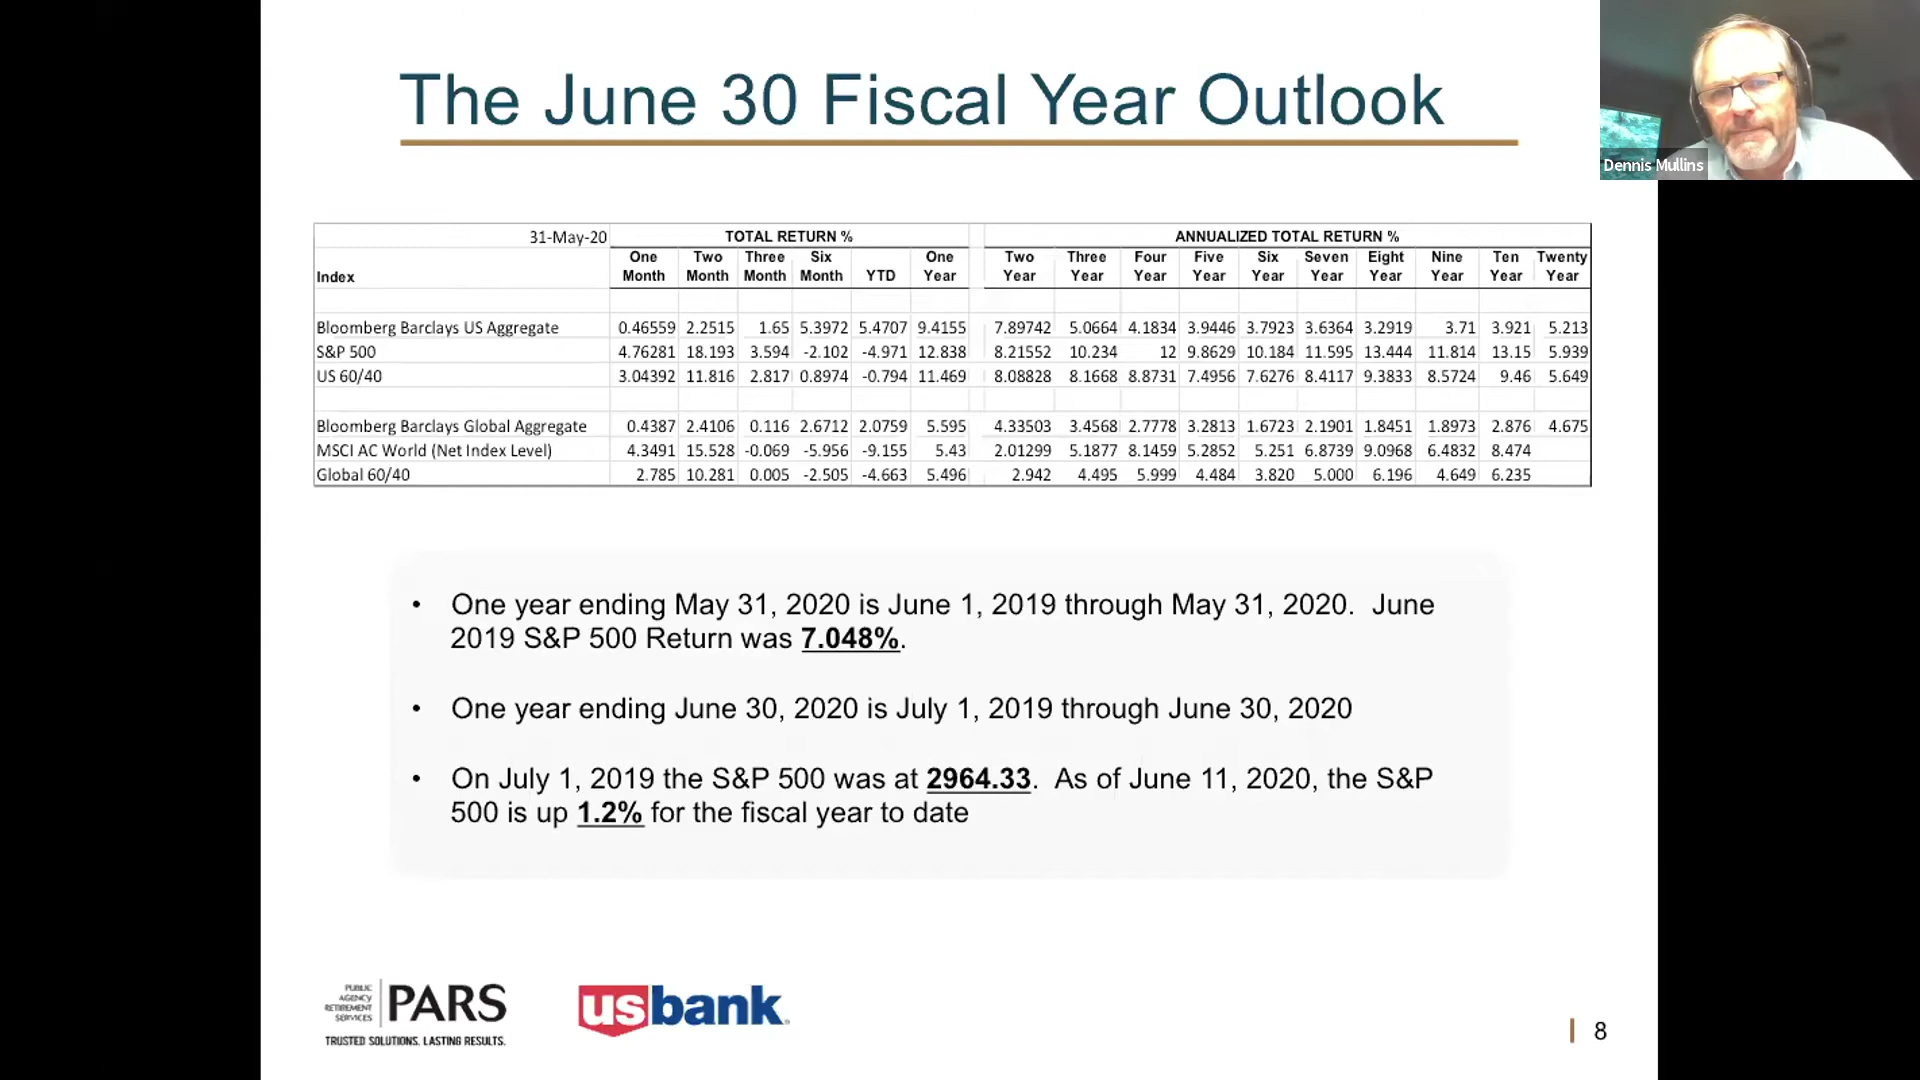 The June 30 Fiscal Year Outlook
Dennis Mullins
31-May-20 TOTAL RETURN % ANNUALIZED TOTAL RETURN %
One Two Three Six One Two Three Four Five Six Seven Eight Nine Ten Twenty
Index Month Month Month Month YTD Year Year Year Year Year Year Year Year Year Year Year
Bloomberg Barclays US Aggregate 0.46559 2.2515 1.65 5.3972 5.4707 9.4155 7.89742 5.0664 4.1834 3.9446 3.7923 3.6364 3.2919 3.71 3.921 5.213
S&P 500 4.76281 18.193 3.594 -2.102 -4.971 12.838 8.21552 10.234 12 9.8629 10.184 11.595 13.444 11.814 13.15 5.939
US 60/40 3.04392 11.816 2.817 0.8974 -0.794 11.469 8.08828 8.1668 8.8731 7.4956 7.6276 8.4117 9.3833 8.5724 9.46 5.649
Bloomberg Barclays Global Aggregate 0.4387 2.4106 0.116 2.6712 2.0759 5.595 4.33503 3.4568 2.7778 3.2813 1.6723 2.1901 1.8451 1.8973 2.876 4.675
MSCI AC World (Net Index Level) 4.3491 15.528 -0.069 -5.956 -9.155 5.43 2.01299 5.1877 8.1459 5.2852 5.251 6.8739 9.0968 6.4832 8.474
Global 60/40 2.785 10.281 0.005 -2.505 -4.663 5.496 2.942 4.495 5.999 4.484 3.820 5.000 6.196 4.649 6.235
• One year ending May 31, 2020 is June 1, 2019 through May 31, 2020. June
2019 S&P 500 Return was 7.048%.
• One year ending June 30, 2020 is July 1, 2019 through June 30, 2020
• On July 1, 2019 the S&P 500 was at 2964.33. As of June 11, 2020, the S&P
500 is up 1.2% for the fiscal year to date
PUBLIC
AGENCY
RETIREMENT
SERVICES
PARS
TRUSTED SOLUTIONS. LASTING RESULTS.
usbank
8